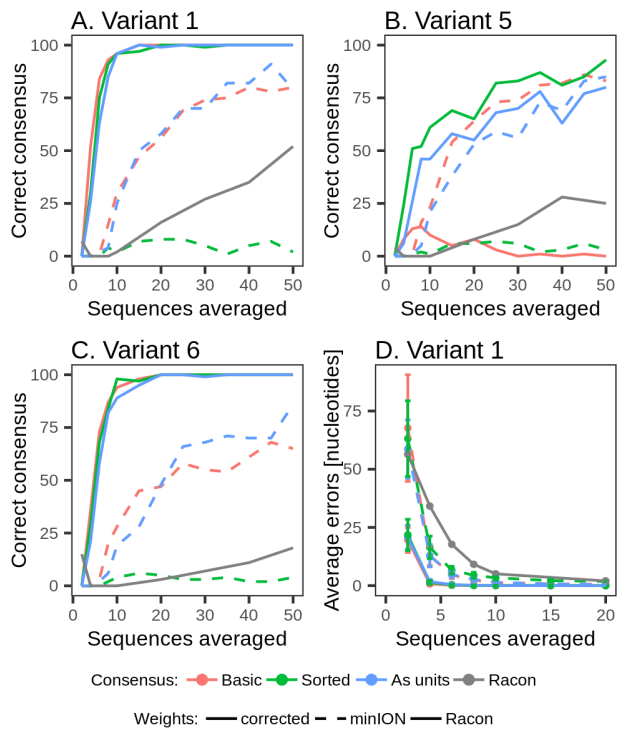 A. Variant 1
Correct consensus
100
75
50
25
0
0 10 20 30 40 50
Sequences averaged
B. Variant 5
Correct consensus
100
75
50
25
0
0 10 20 30 40 50
Sequences averaged
C. Variant 6
Correct consensus
100
75
50
25
0
0 10 20 30 40 50
Sequences averaged
D. Variant 1
Average errors [nucleotides]
75
50
25
0
0 5 10 15 20
Sequences averaged
Consensus: Basic Sorted As units Racon
Weights: corrected minION Racon